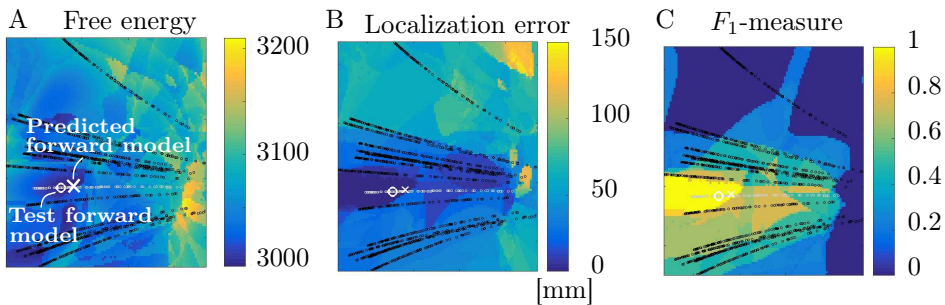 A Free energy
3200
3100
3000
Predicted
forward model
Test forward
model
B Localization error
150
100
50
0
[mm]
C F1-measure
1
0.8
0.6
0.4
0.2
0